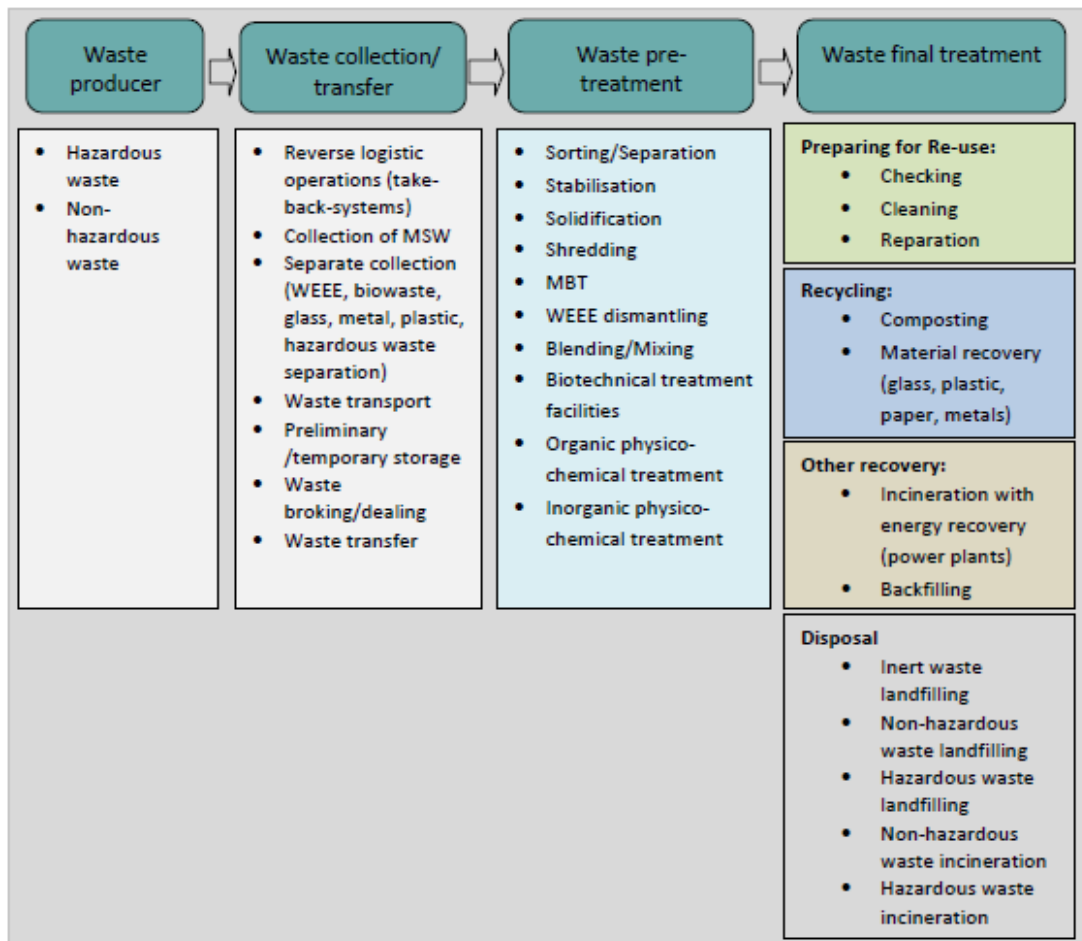 Waste
producer
Waste collection/
transfer
Waste pre-
treatment
Waste final treatment
• Hazardous
waste
• Non-
hazardous
waste
• Reverse logistic
operations (take-
back-systems)
• Collection of MSW
• Separate collection
(WEEE, biowaste,
glass, metal, plastic,
hazardous waste
separation)
• Waste transport
• Preliminary
/temporary storage
• Waste
broking/dealing
• Waste transfer
• Sorting/Separation
• Stabilisation
• Solidification
• Shredding
• MBT
• WEEE dismantling
• Blending/Mixing
• Biotechnical treatment
facilities
• Organic physico-
chemical treatment
• Inorganic physico-
chemical treatment
Preparing for Re-use:
• Checking
• Cleaning
• Reparation
Recycling:
• Composting
• Material recovery
(glass, plastic,
paper, metals)
Other recovery:
• Incineration with
energy recovery
(power plants)
• Backfilling
Disposal
• Inert waste
landfilling
• Non-hazardous
waste landfilling
• Hazardous waste
landfilling
• Non-hazardous
waste incineration
• Hazardous waste
incineration